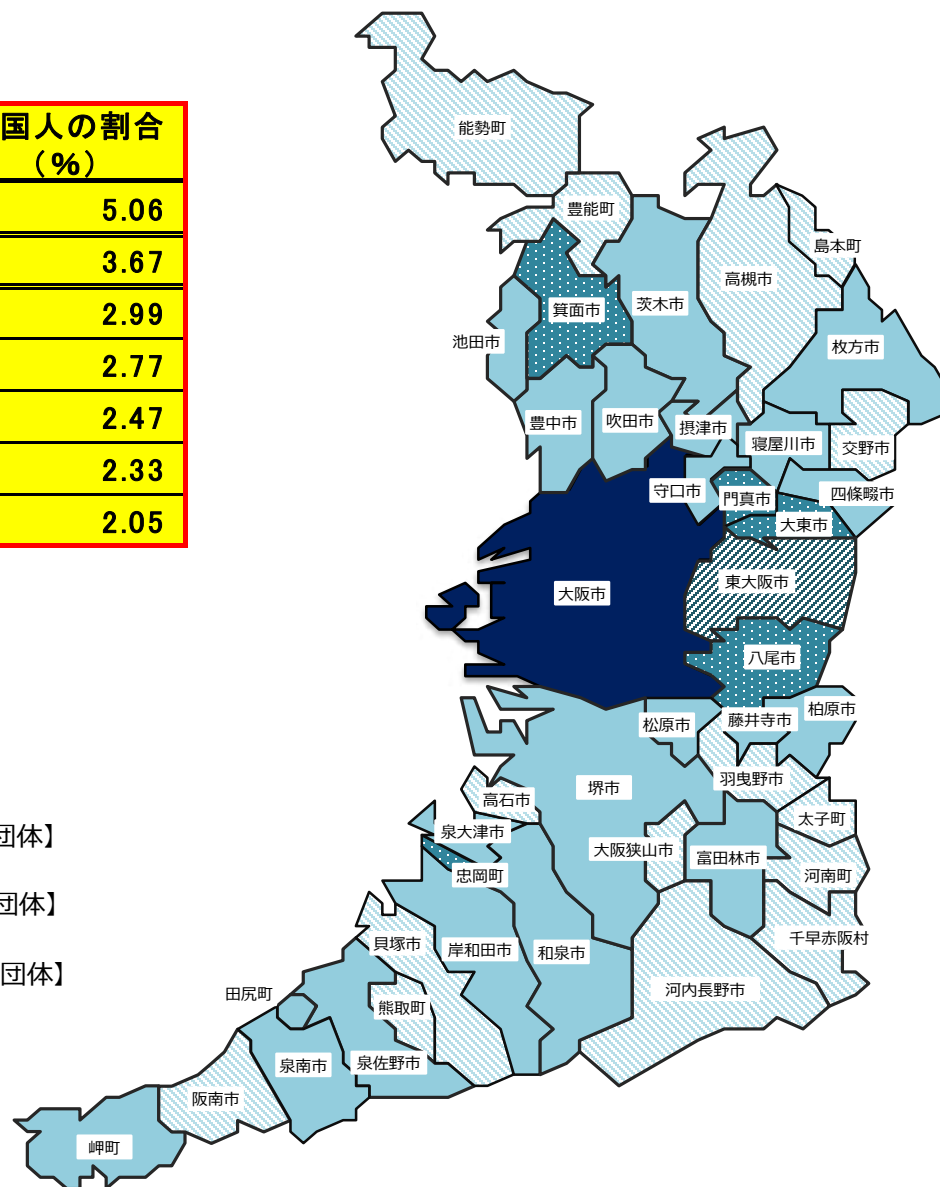 国人の割合
（%）
5.06
3.67
2.99
2.77
2.47
2.33
2.05
団体】
団体】
団体】
能勢町
豊能町
島本町
高槻市
茨木市
箕面市
池田市
枚方市
豊中市
吹田市
摂津市
寝屋川市
交野市
守口市
門真市
四條畷市
大東市
東大阪市
大阪市
八尾市
柏原市
藤井寺市
松原市
羽曳野市
堺市
高石市
太子町
泉大津市
大阪狭山市
富田林市
忠岡町
河南町
千早赤阪村
貝塚市
岸和田市
和泉市
河内長野市
田尻町
熊取町
泉南市
泉佐野市
阪南市
岬町